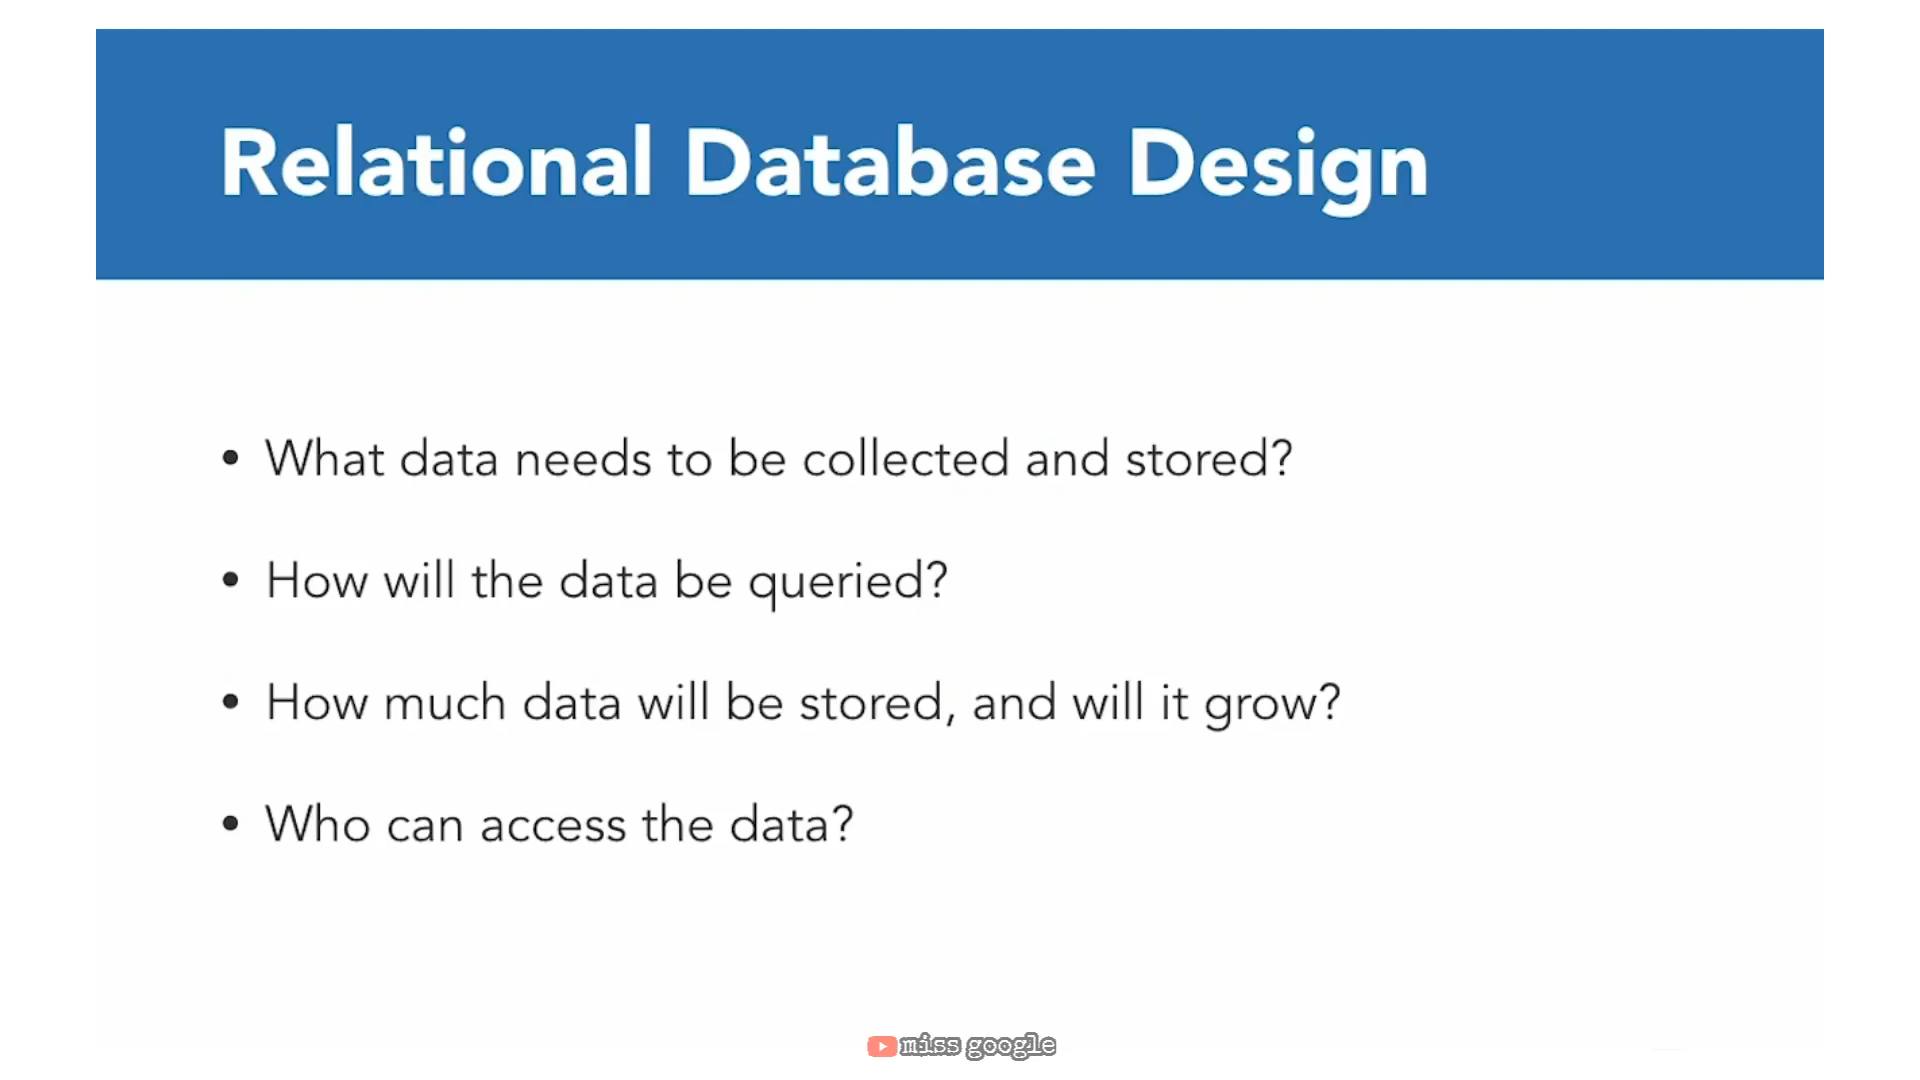 Relational Database Design
• What data needs to be collected and stored?
• How will the data be queried?
• How much data will be stored, and will it grow?
• Who can access the data?
miss google